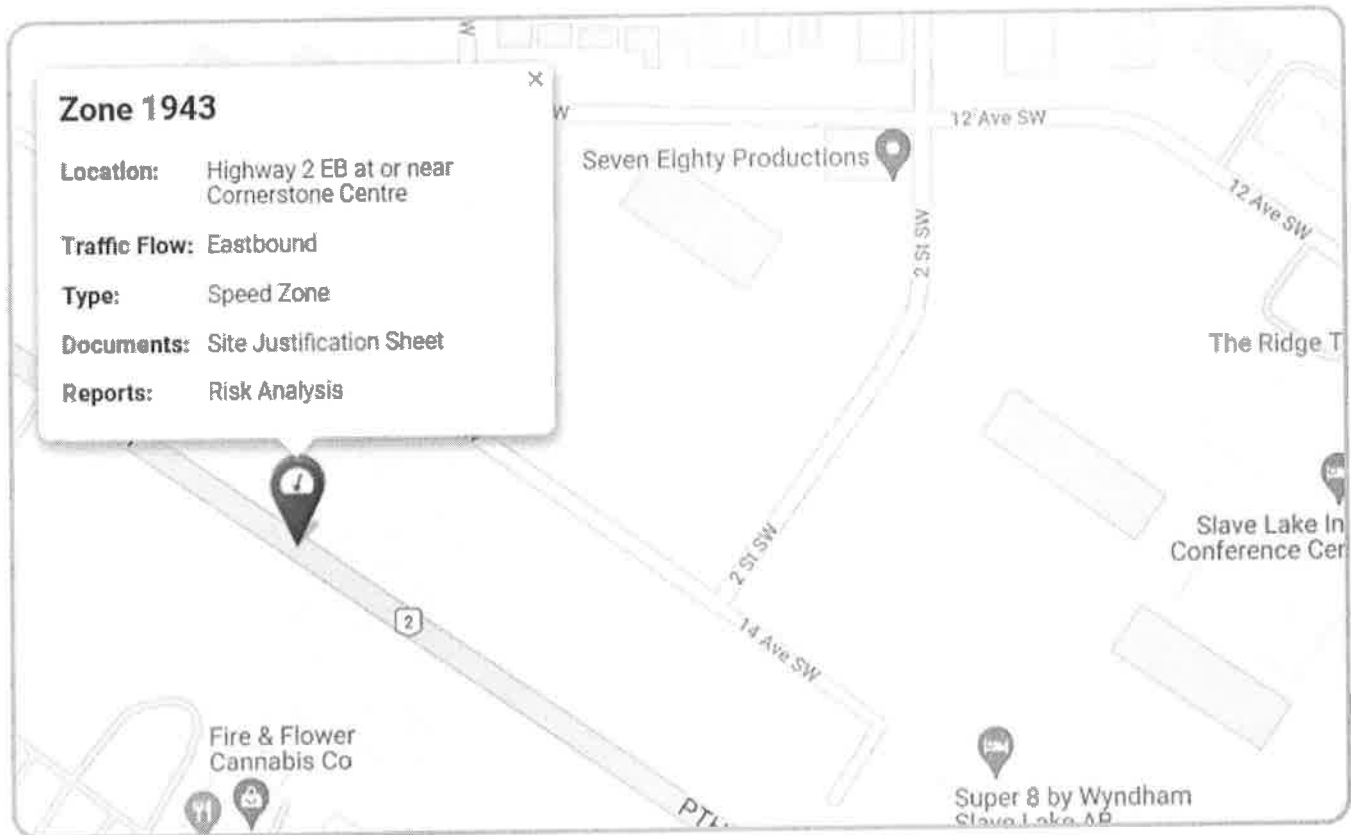 Zone 1943
×
Location: Highway 2 EB at or near
Cornerstone Centre
Traffic Flow: Eastbound
Type: Speed Zone
Documents: Site Justification Sheet
Reports: Risk Analysis
W
W
12 Ave SW
Seven Eighty Productions
12 Ave SW
2 St SW
The Ridge T
Slave Lake In
Conference Cen
2 St SW
2
14 Ave SW
Fire & Flower
Cannabis Co
Super 8 by Wyndham
Slave Lake AB